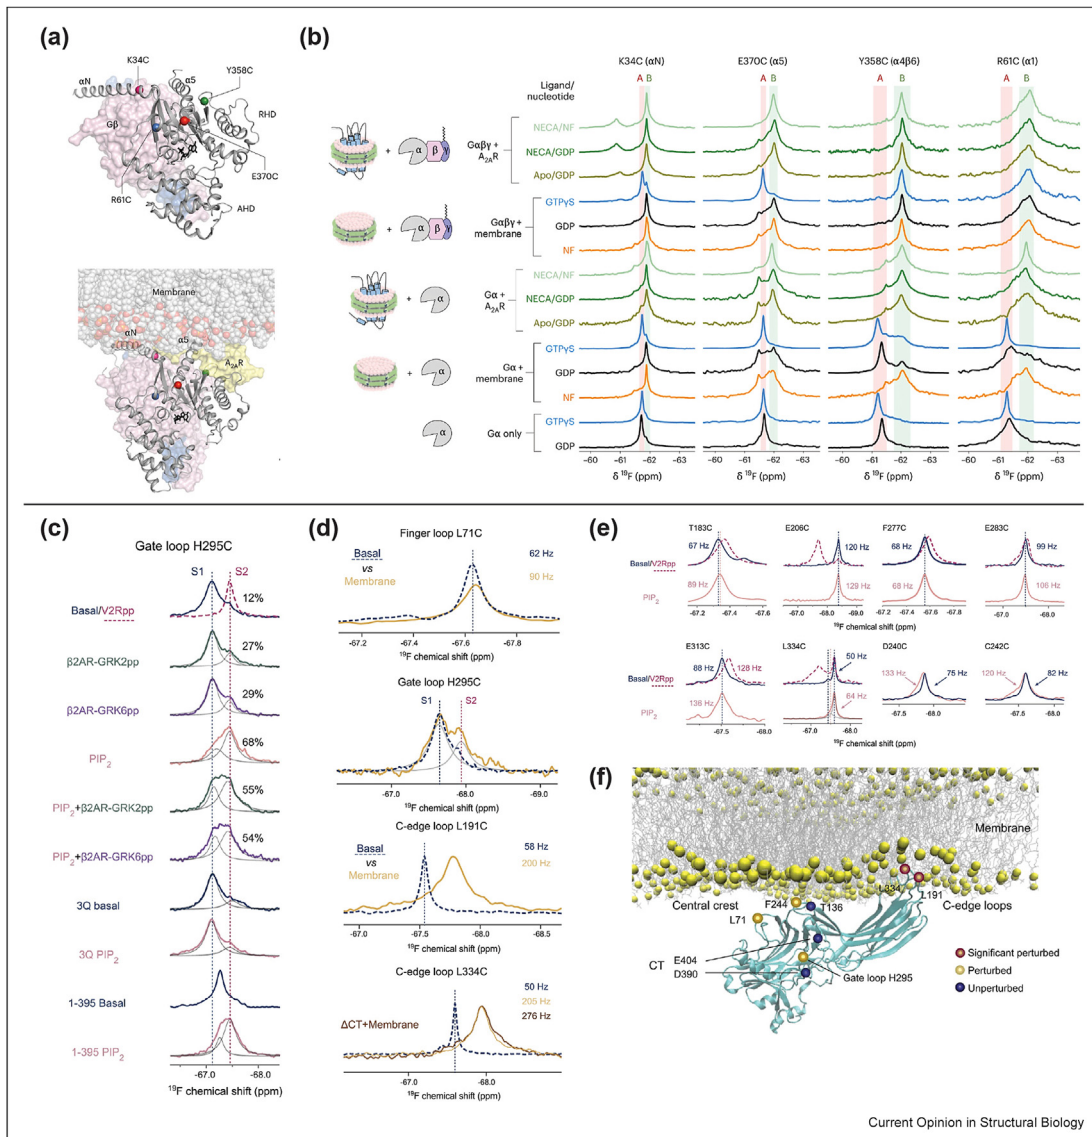 (a)
K34C
α5
Y358C
αN
Gβ
RHD
E370C
R61C
AHD
Membrane
αN
α5
A2AR
(b)
K34C (αN)
E370C (α5)
Y358C (α4β6)
R61C (α1)
A B
A B
A B
A B
Ligand/
nucleotide
NECA/NF
NECA/GDP
Apo/GDP
Gαβγ +
A2AR
α β γ
GTPγS
GDP
NF
Gαβγ +
membrane
α β γ
NECA/NF
NECA/GDP
Apo/GDP
Gα +
A2AR
α
GTPγS
GDP
NF
Gα +
membrane
α
GTPγS
GDP
Gα only
α
-60 -61 -62 -63
-60 -61 -62 -63
-60 -61 -62 -63
-60 -61 -62 -63
δ 19F (ppm)
δ 19F (ppm)
δ 19F (ppm)
δ 19F (ppm)
(c)
Gate loop H295C
S1 S2
Basal/V2Rpp
12%
β2AR-GRK2pp
27%
β2AR-GRK6pp
29%
PIP2
68%
PIP2+β2AR-GRK2pp
55%
PIP2+β2AR-GRK6pp
54%
3Q basal
3Q PIP2
1-395 Basal
1-395 PIP2
-67.0 -68.4
19F chemical shift (ppm)
(d)
Finger loop L71C
Basal
vs
Membrane
62 Hz
90 Hz
-67.2 -67.4 -67.6 -67.8
19F chemical shift (ppm)
Gate loop H295C
S1 S2
-67.0 -68.0 -69.0
19F chemical shift (ppm)
C-edge loop L191C
Basal
vs
Membrane
58 Hz
200 Hz
-67.5 -68.0 -68.5
19F chemical shift (ppm)
C-edge loop L334C
50 Hz
205 Hz
276 Hz
ΔCT+Membrane
-67.0 -68.0
19F chemical shift (ppm)
(e)
T183C E206C F277C E283C
67 Hz
120 Hz
68 Hz
99 Hz
Basal/V2Rpp
89 Hz
129 Hz
68 Hz
106 Hz
PIP2
-67.2 -67.4 -67.6
-68.0 -69.0
-67.4 -67.6 -67.8
-67.2 -68.0
19F chemical shift (ppm)
E313C L334C D240C C242C
88 Hz
128 Hz
50 Hz
133 Hz
75 Hz
120 Hz
82 Hz
Basal/V2Rpp
136 Hz
64 Hz
PIP2
-67.5 -68.0
-67.2 -68.0
-67.5 -68.0
-67.6 -68.0
19F chemical shift (ppm)
(f)
Membrane
L334
L191
Central crest
F244
T136
C-edge loops
L71
E404
CT
D390
Gate loop H295
Significant perturbed
Perturbed
Unperturbed
Current Opinion in Structural Biology